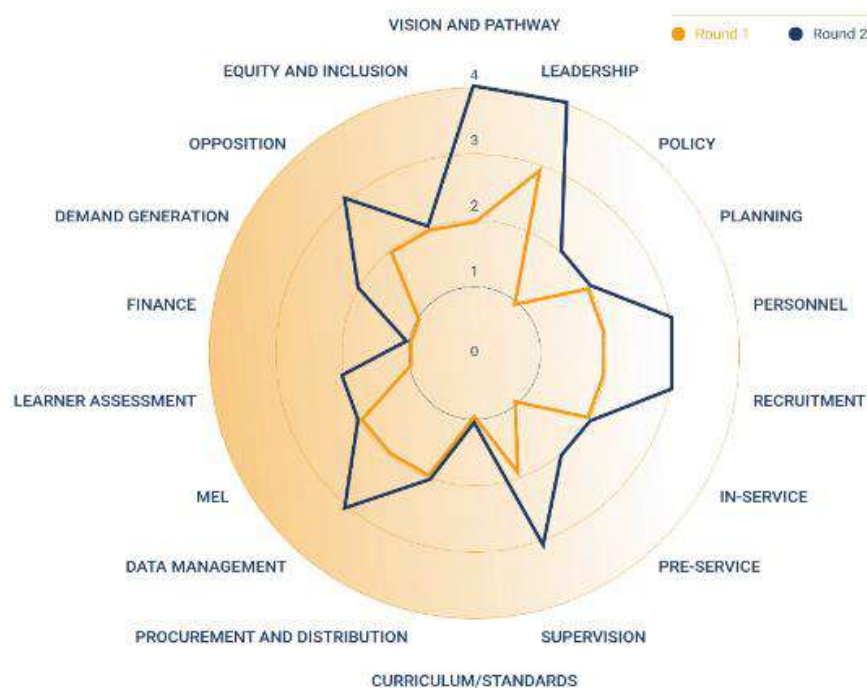 VISION AND PATHWAY
Round 1
Round 2
EQUITY AND INCLUSION
4
LEADERSHIP
OPPOSITION
3
POLICY
DEMAND GENERATION
2
PLANNING
1
FINANCE
PERSONNEL
0
LEARNER ASSESSMENT
RECRUITMENT
MEL
IN-SERVICE
DATA MANAGEMENT
PRE-SERVICE
PROCUREMENT AND DISTRIBUTION
SUPERVISION
CURRICULUM/STANDARDS